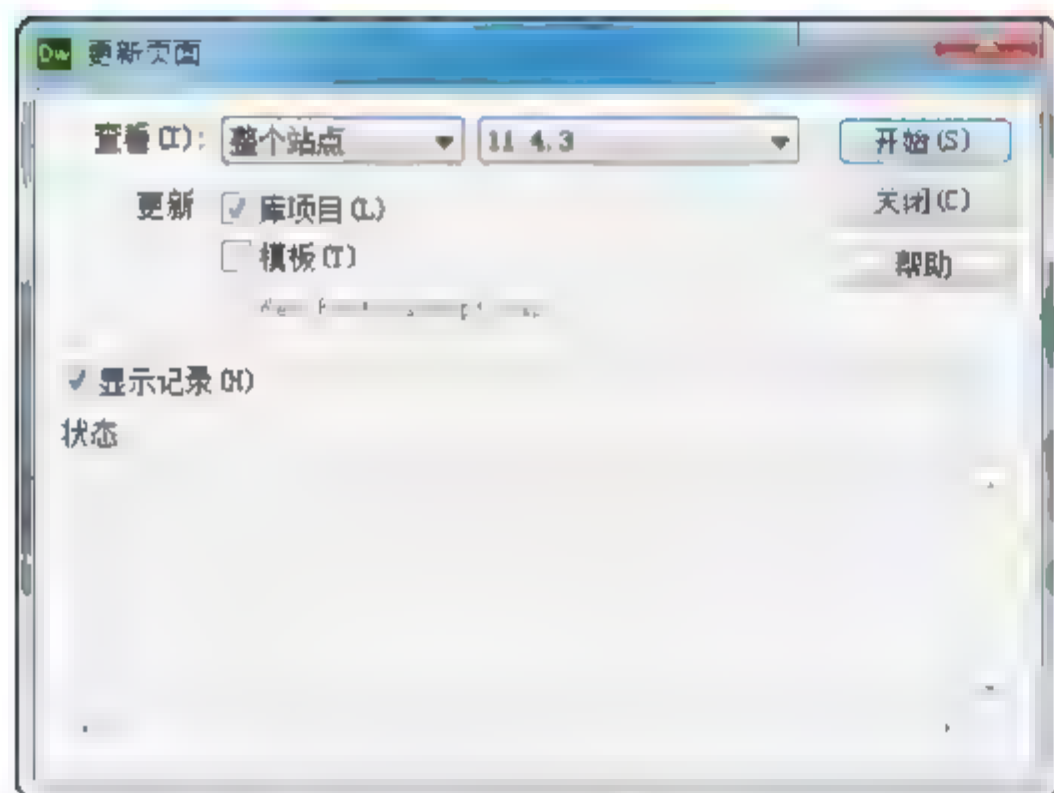 Dw 更新页面
查看(I): 整个站点 11.4.3 开始(S)
更新 库项目(L) 关闭(C)
模板(T) 帮助
显示记录(H)
状态